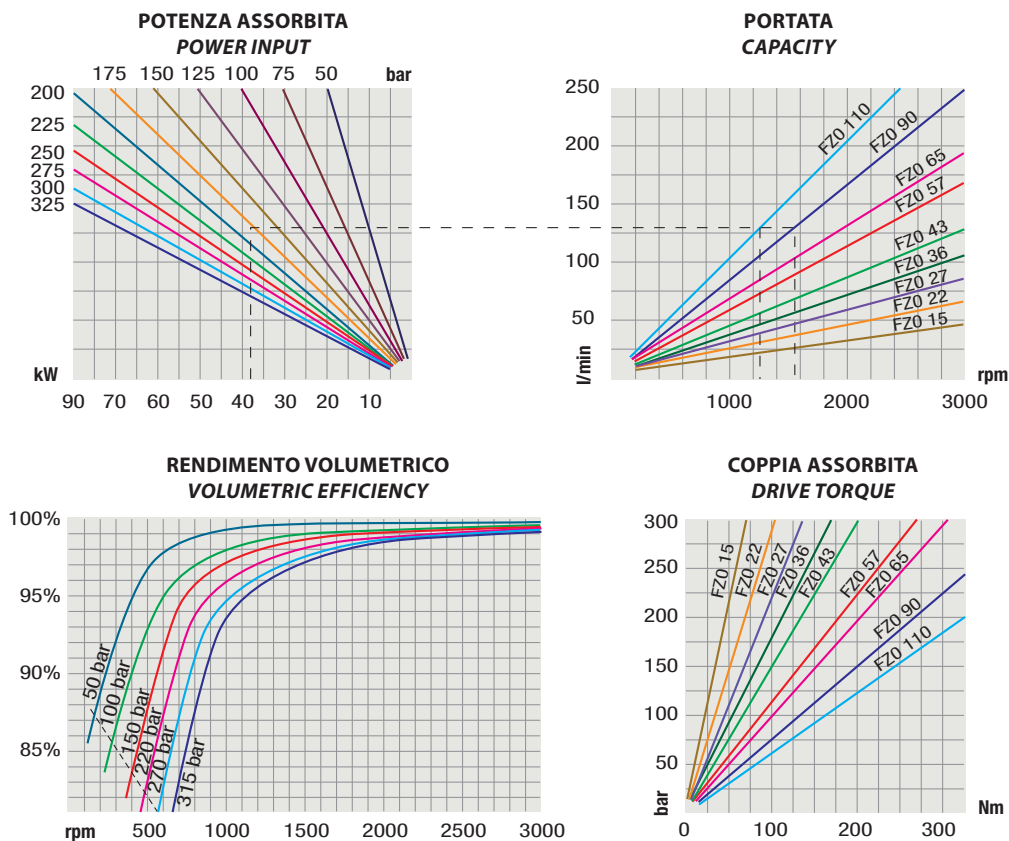 POTENZA ASSORBITA
POWER INPUT
175 150 125 100 75 50 bar
200
225
250
275
300
325
kW
90 70 60 50 40 30 20 10
PORTATA
CAPACITY
250
200
150
100
50
l/min
FZ0 110
FZ0 90
FZ0 65
FZ0 57
FZ0 43
FZ0 36
FZ0 27
FZ0 22
FZ0 15
rpm
1000 2000 3000
RENDIMENTO VOLUMETRICO
VOLUMETRIC EFFICIENCY
100%
95%
90%
85%
50 bar
100 bar
150 bar
220 bar
270 bar
315 bar
rpm 500 1000 2000 2500 3000
COPPIA ASSORBITA
DRIVE TORQUE
300
250
200
150
100
50
bar
FZ0 15
FZ0 22
FZ0 27
FZ0 36
FZ0 43
FZ0 57
FZ0 65
FZ0 90
FZ0 110
Nm
0 100 200 300